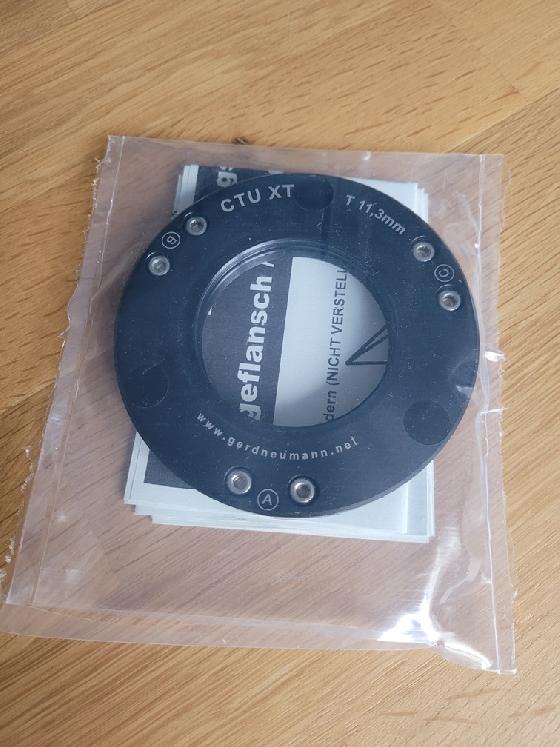 CTU XT
T 11,3mm
B
C
geflansch
dern (NICHT VERSTELL
www.gerdneumann.net
A